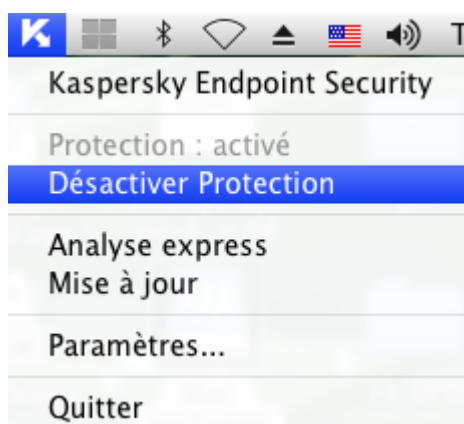 K T
Kaspersky Endpoint Security
Protection : activé
Désactiver Protection
Analyse express
Mise à jour
Paramètres...
Quitter